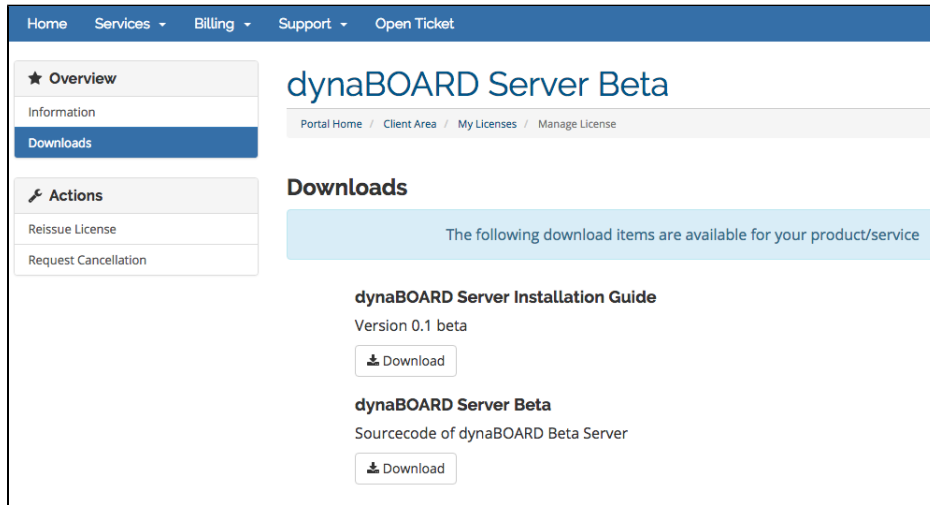 Home Services Billing Support Open Ticket
Overview
Information
Downloads
Actions
Reissue License
Request Cancellation
dynaBOARD Server Beta
Portal Home / Client Area / My Licenses / Manage License
Downloads
The following download items are available for your product/service
dynaBOARD Server Installation Guide
Version 0.1 beta
Download
dynaBOARD Server Beta
Sourcecode of dynaBOARD Beta Server
Download